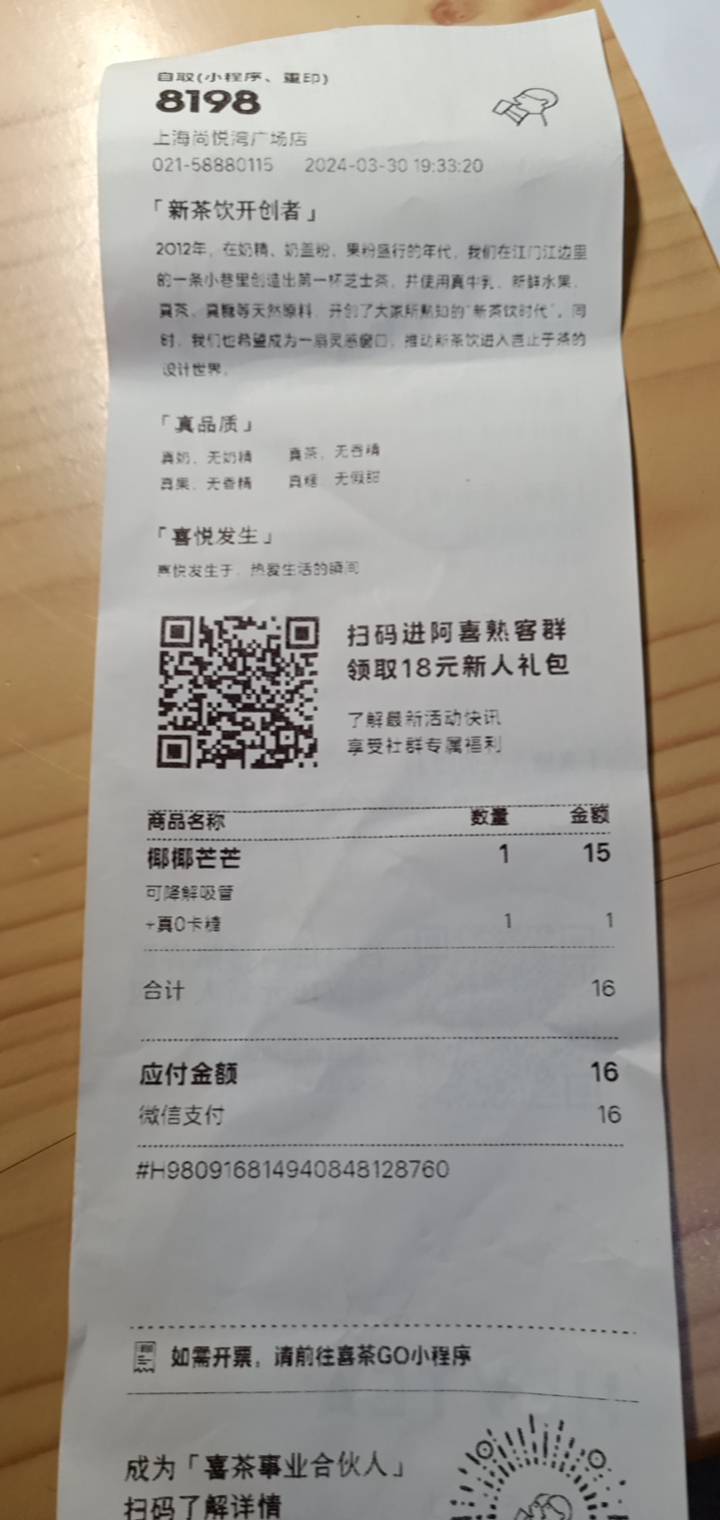 自取(小程序、重印)
8198
上海尚悦湾广场店
021-58880115 2024-03-30 19:33:20
「新茶饮开创者」
2012年，在奶精、奶盖粉、果粉盛行的年代，我们在江门江边里
的一条小巷里创造出第一杯芝士茶，并使用真牛乳、新鲜水果、
真茶、真糖等天然原料，开创了大家所熟知的"新茶饮时代"。同
时，我们也希望成为一扇灵感窗口，推动新茶饮进入岂止于茶的
设计世界。
「真品质」
真奶，无奶精 真茶，无香精
真果，无香精 真糖，无假甜
「喜悦发生」
喜悦发生于，热爱生活的瞬间
扫码进阿喜熟客群
领取18元新人礼包
了解最新活动快讯
享受社群专属福利
商品名称 数量 金额
椰椰芒芒 1 15
可降解吸管
+真0卡糖 1 1
合计 16
应付金额 16
微信支付 16
#H980916814940848128760
如需开票，请前往喜茶GO小程序
成为「喜茶事业合伙人」
扫码了解详情